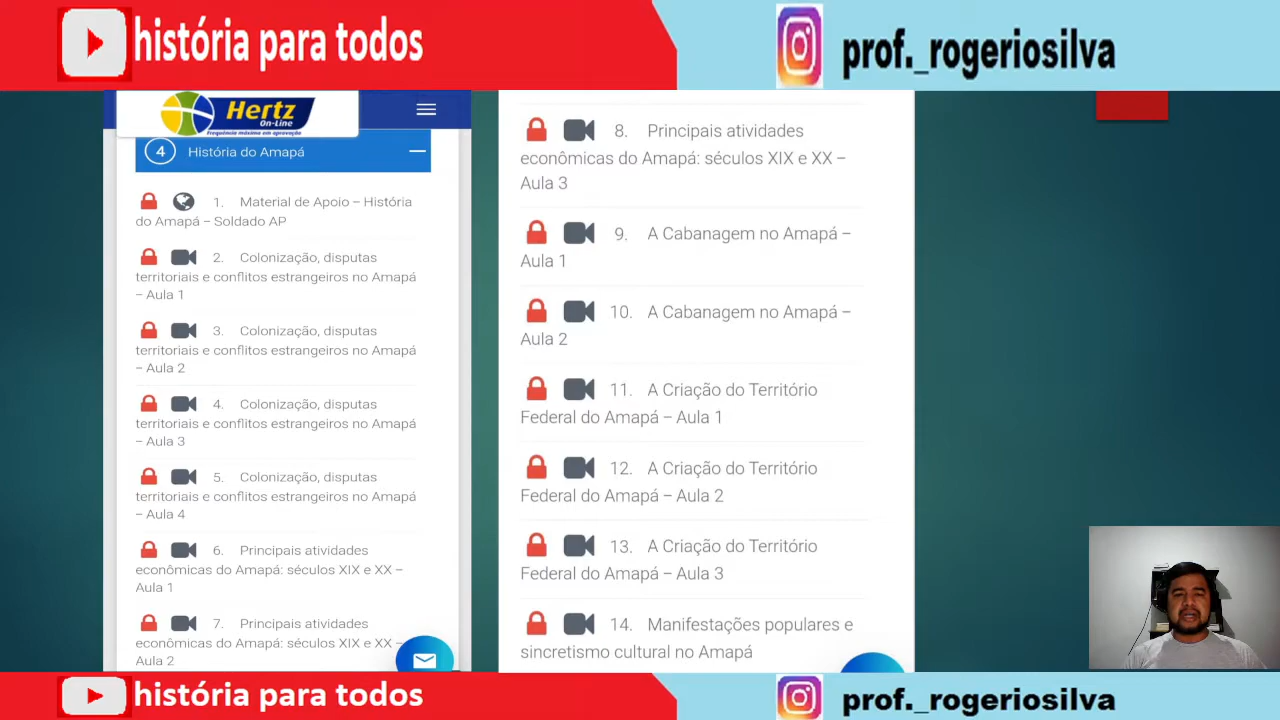 história para todos
prof._rogeriosilva
Hertz
On-Line
Frequência máxima em aprovação
4 História do Amapá
1. Material de Apoio – História
do Amapá – Soldado AP
2. Colonização, disputas
territoriais e conflitos estrangeiros no Amapá
– Aula 1
3. Colonização, disputas
territoriais e conflitos estrangeiros no Amapá
– Aula 2
4. Colonização, disputas
territoriais e conflitos estrangeiros no Amapá
– Aula 3
5. Colonização, disputas
territoriais e conflitos estrangeiros no Amapá
– Aula 4
6. Principais atividades
econômicas do Amapá: séculos XIX e XX –
Aula 1
7. Principais atividades
econômicas do Amapá: séculos XIX e XX –
Aula 2
8. Principais atividades
econômicas do Amapá: séculos XIX e XX –
Aula 3
9. A Cabanagem no Amapá –
Aula 1
10. A Cabanagem no Amapá –
Aula 2
11. A Criação do Território
Federal do Amapá – Aula 1
12. A Criação do Território
Federal do Amapá – Aula 2
13. A Criação do Território
Federal do Amapá – Aula 3
14. Manifestações populares e
sincretismo cultural no Amapá
história para todos
prof._rogeriosilva